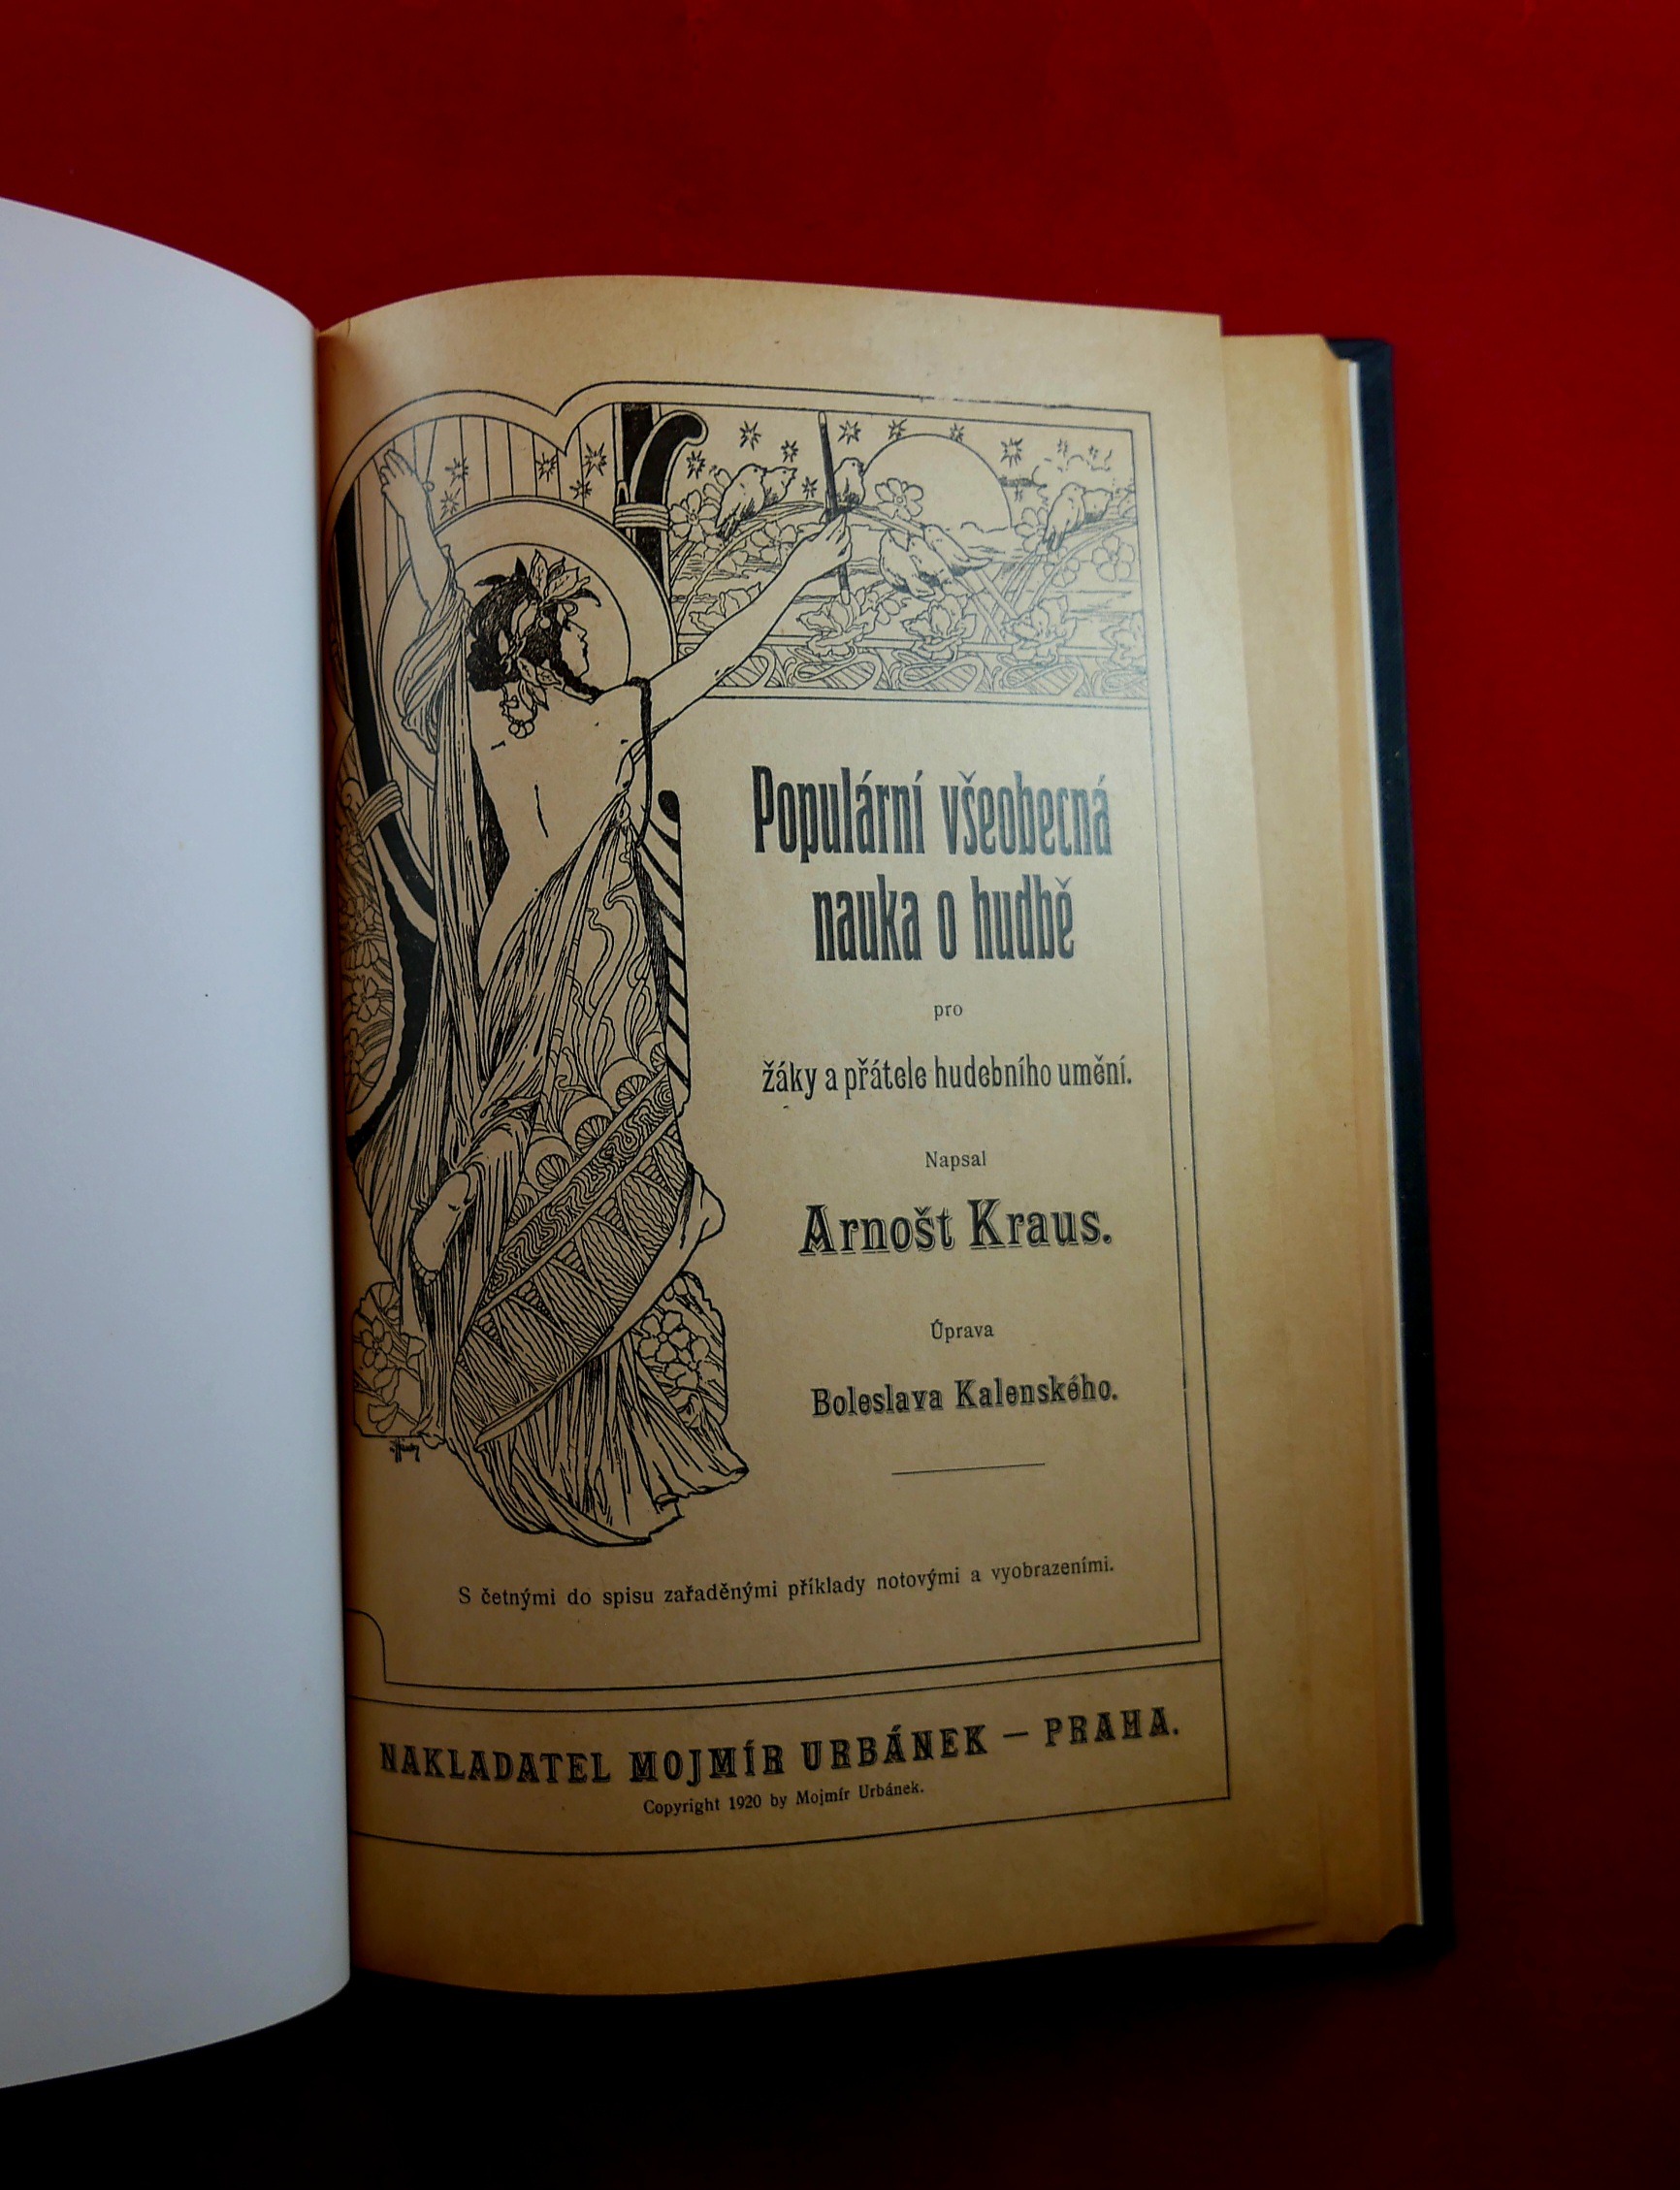 Populární všeobecná
nauka o hudbě
pro
žáky a přátele hudebního umění.
Napsal
Arnošt Kraus.
Úprava
Boleslava Kalenského.
S četnými do spisu zařaděnými příklady notovými a vyobrazeními.
NAKLADATEL MOJMÍR URBÁNEK — PRAHA.
Copyright 1920 by Mojmír Urbánek.